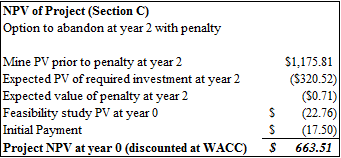 NPV of Project (Section C)
Option to abandon at year 2 with penalty
Mine PV prior to penalty at year 2 $1,175.81
Expected PV of required investment at year 2 ($320.52)
Expected value of penalty at year 2 ($0.71)
Feasibility study PV at year 0 $ (22.76)
Initial Payment $ (17.50)
Project NPV at year 0 (discounted at WACC) $ 663.51